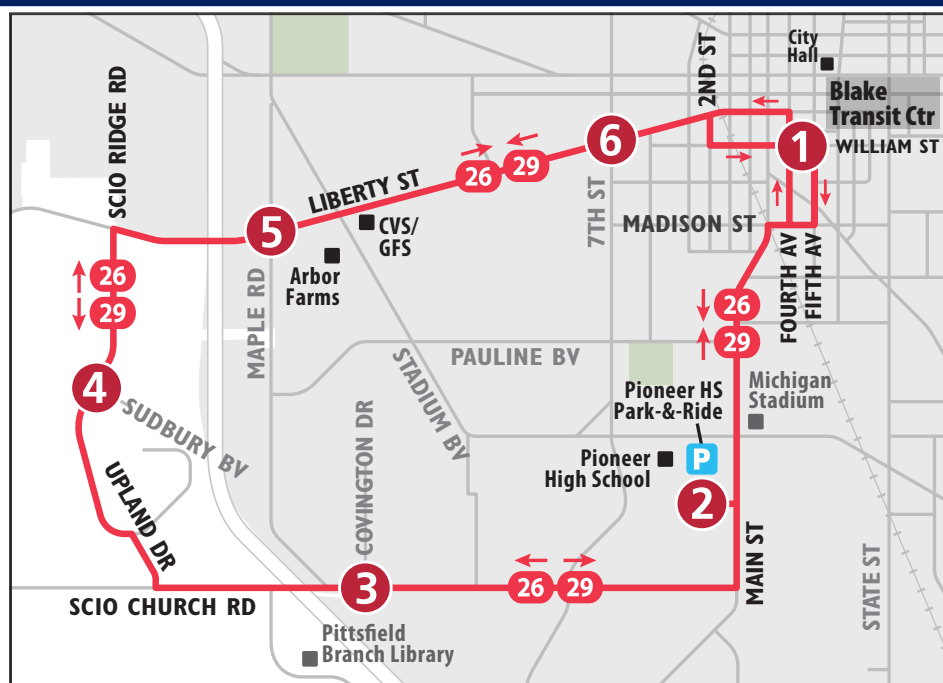 City
Hall
2ND ST
Blake
Transit Ctr
SCIO RIDGE RD
6
1
WILLIAM ST
26
29
LIBERTY ST
7TH ST
MADISON ST
5
CVS/
GFS
Arbor
Farms
FOURTH AV
FIFTH AV
26
29
MAPLE RD
26
29
PAULINE BV
STADIUM BV
4
SUDBURY BV
Pioneer HS
Park-&-Ride
Michigan
Stadium
COVINGTON DR
P
Pioneer
High School
2
UPLAND DR
MAIN ST
STATE ST
26
29
3
SCIO CHURCH RD
Pittsfield
Branch Library